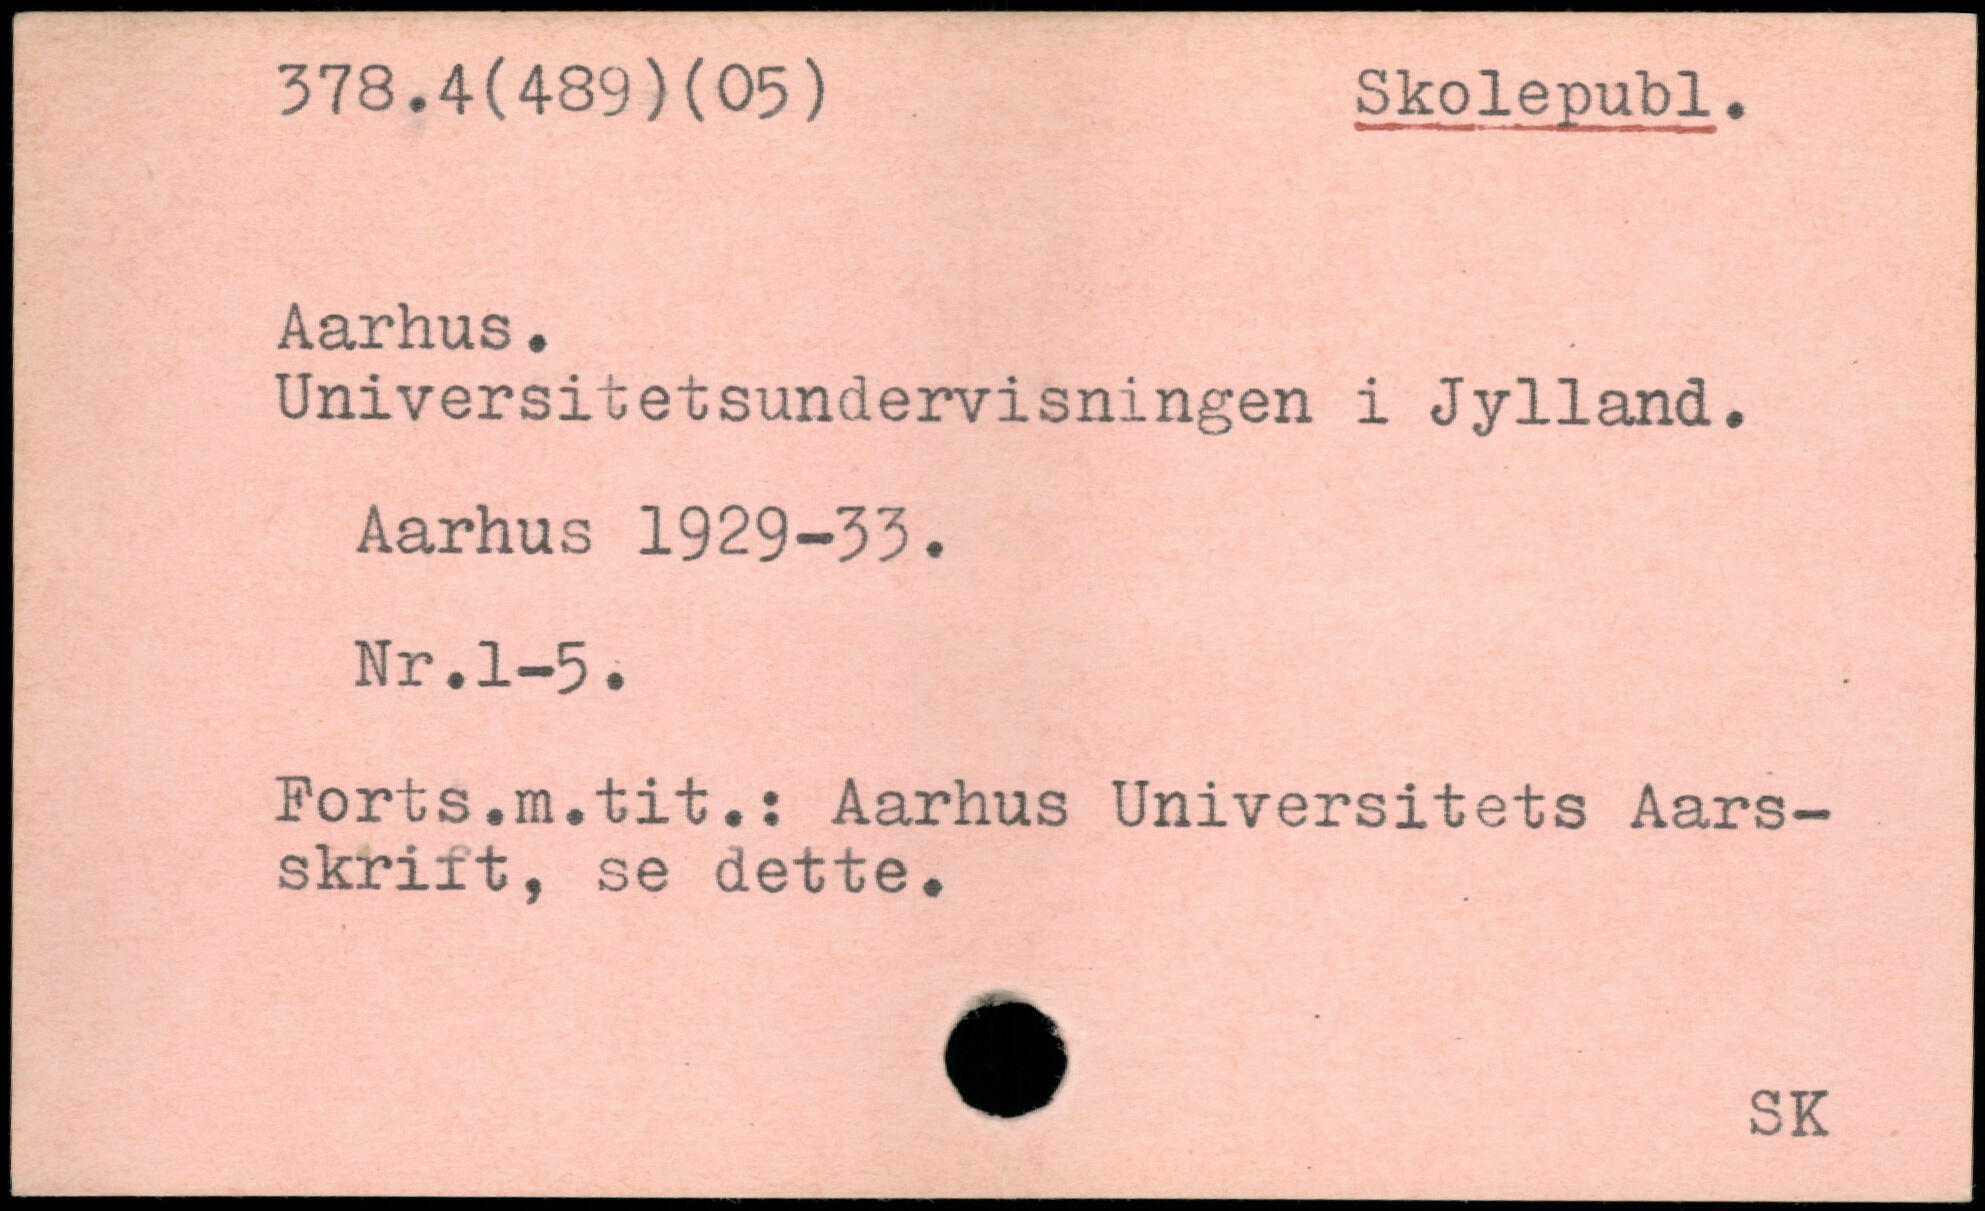 378.4(489)(05) Skolepubl.
Aarhus.
Universitetsundervisningen i Jylland.
Aarhus 1929-33.
Nr.1-5.
Forts.m.tit.: Aarhus Universitets Aars-
skrift, se dette.
SK